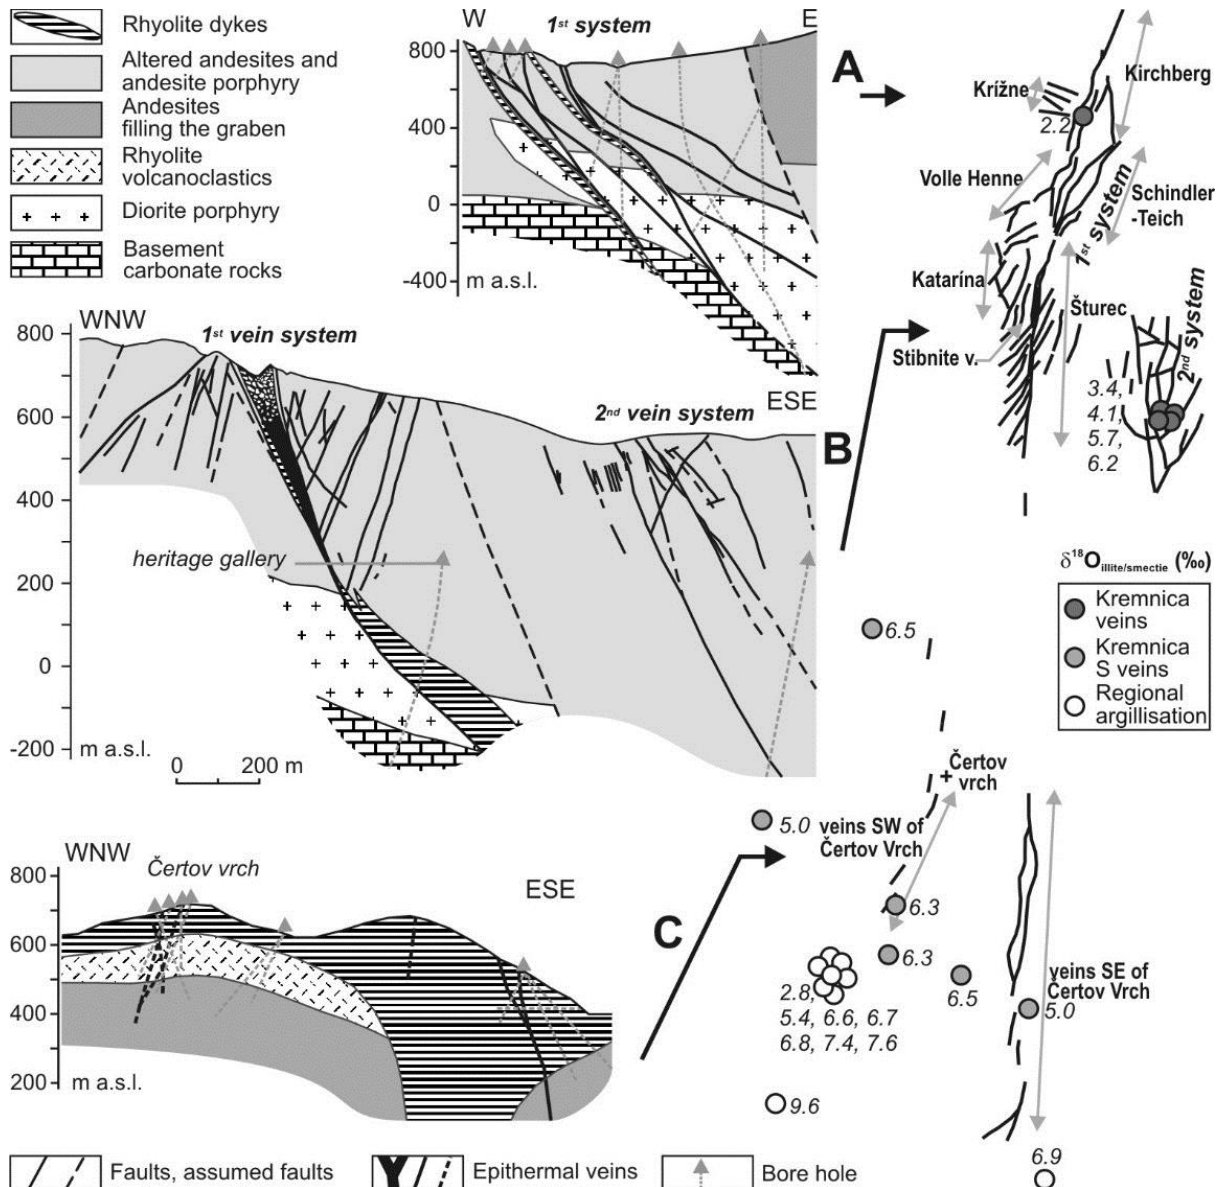 Rhyolite dykes
Altered andesites and
andesite porphyry
Andesites
filling the graben
Rhyolite
volcanoclastics
Diorite porphyry
Basement
carbonate rocks
W
1st system
E
800
400
0
-400
m a.s.l.
A
Kirchberg
Krížne
2.2
Volle Henne
Schindler
-Teich
1st system
Katarína
Šturec
Stibnite v.
2nd system
3.4,
4.1,
5.7,
6.2
WNW
1st vein system
ESE
2nd vein system
800
600
400
200
0
-200
m a.s.l.
heritage gallery
0 200 m
B
δ18Oillite/smectie (‰)
Kremnica
veins
Kremnica
S veins
Regional
argillisation
6.5
Čertov
vrch
5.0
veins SW of
Čertov Vrch
6.3
6.3
6.5
veins SE of
Čertov Vrch
5.0
2.8,
5.4, 6.6, 6.7
6.8, 7.4, 7.6
9.6
6.9
WNW
Čertov vrch
ESE
C
800
600
400
200
m a.s.l.
Faults, assumed faults
Epithermal veins
Bore hole